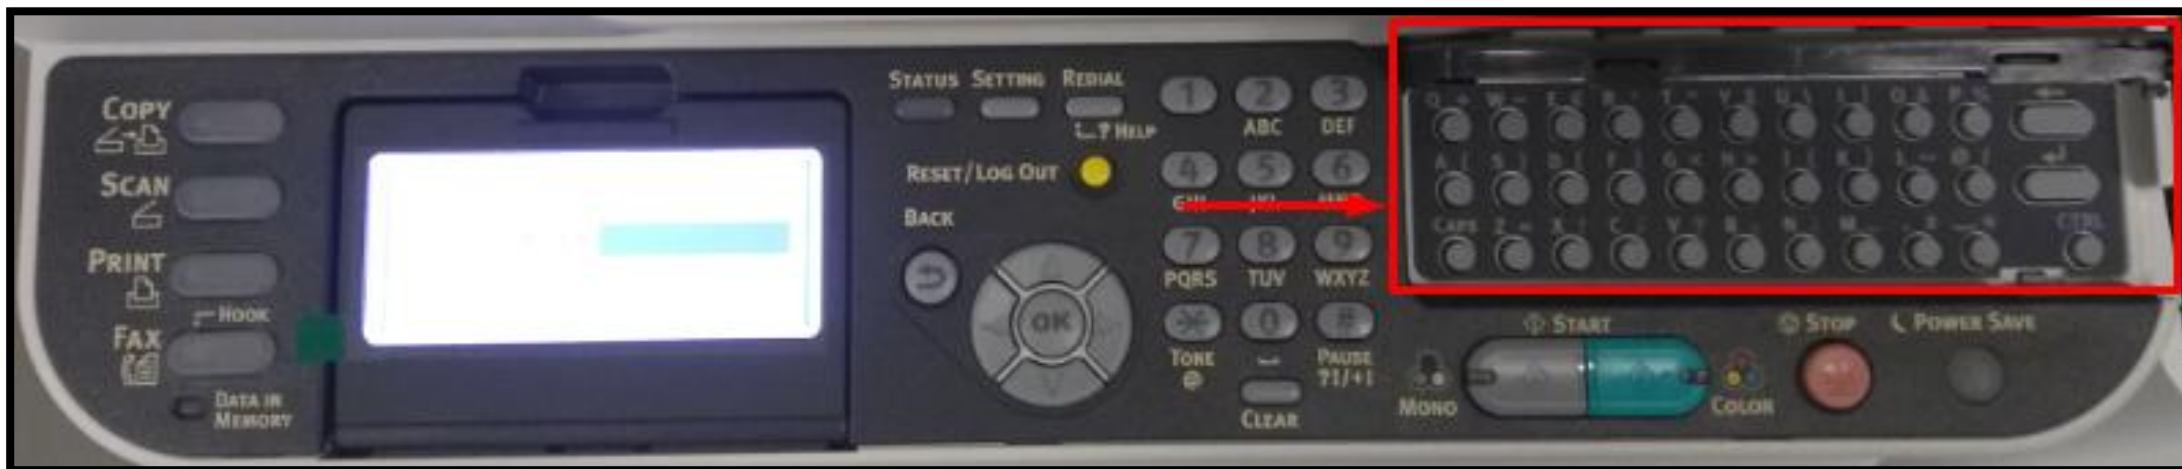 COPY
SCAN
PRINT
HOOK
FAX
DATA IN
MEMORY
STATUS SETTING REDIAL
? HELP
RESET/LOG OUT
BACK
OK
1 2 3
ABC DEF
4 5 6
7 8 9
PQRS TUV WXYZ
* 0 #
TONE PAUSE
@ ?!/+!
CLEAR
Q W E R T Y U I O P
A S D F G H J K L @
CAPS Z X C V B N M
CTRL
START STOP POWER SAVE
MONO COLOR